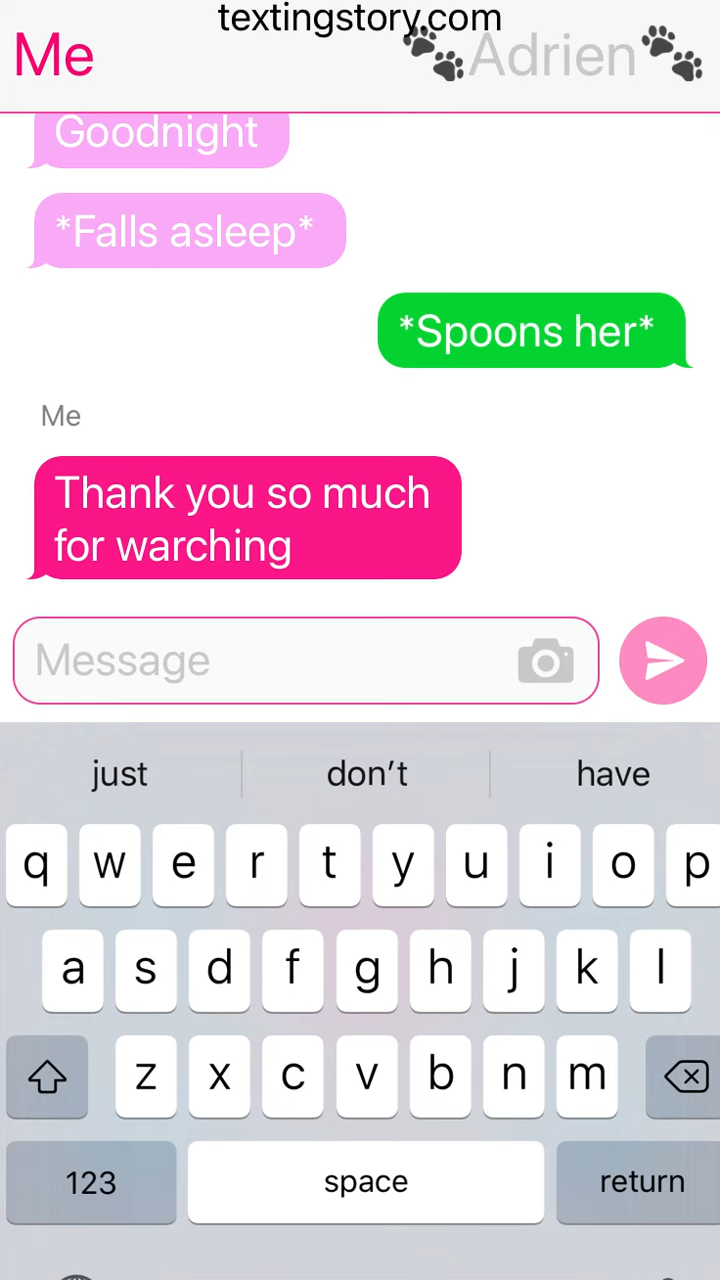 textingstory.com
Me 🐾Adrien🐾
Goodnight
*Falls asleep*
*Spoons her*
Me
Thank you so much
for warching
Message
just don't have
q w e r t y u i o p
a s d f g h j k l
z x c v b n m
123 space return